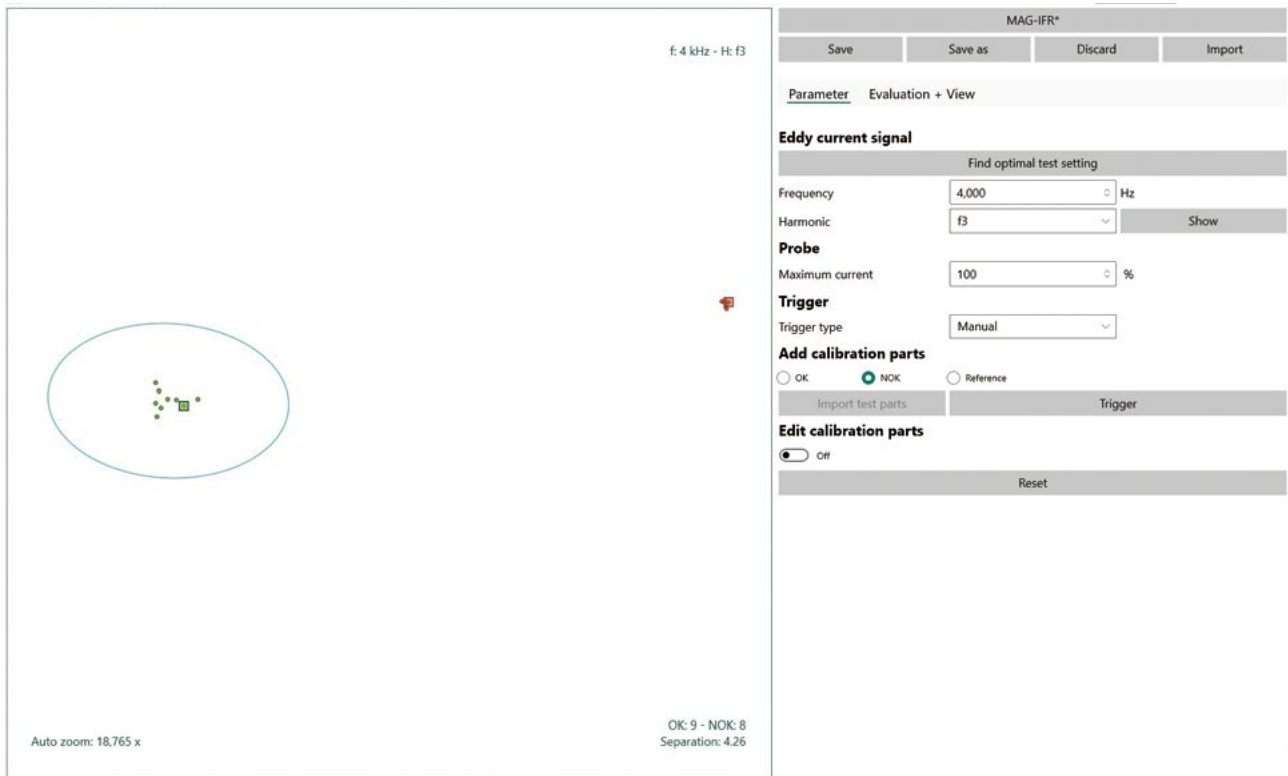 f: 4 kHz - H: f3
Auto zoom: 18,765 x
OK: 9 - NOK: 8
Separation: 4.26
MAG-IFR*
Save Save as Discard Import
Parameter Evaluation + View
Eddy current signal
Find optimal test setting
Frequency 4,000 Hz
Harmonic f3 Show
Probe
Maximum current 100 %
Trigger
Trigger type Manual
Add calibration parts
OK NOK Reference
Import test parts Trigger
Edit calibration parts
Off
Reset